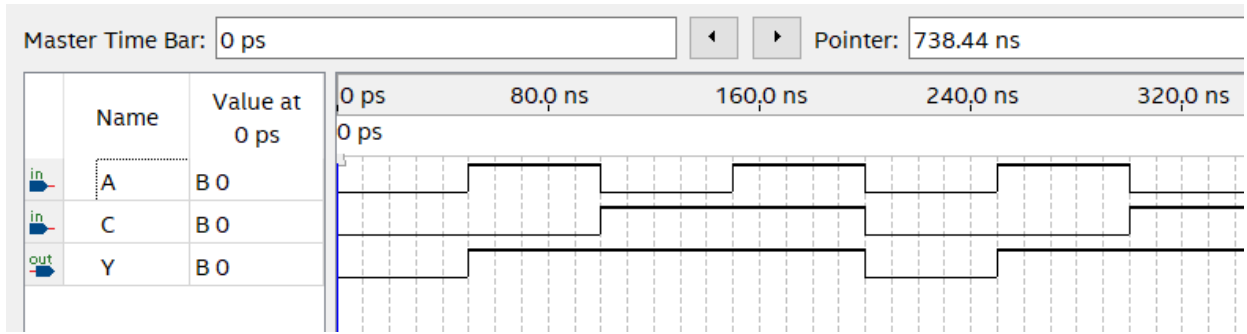 Master Time Bar: 0 ps Pointer: 738.44 ns
Name Value at 0 ps 0 ps 80.0 ns 160.0 ns 240.0 ns 320.0 ns
0 ps
in A B 0
in C B 0
out Y B 0